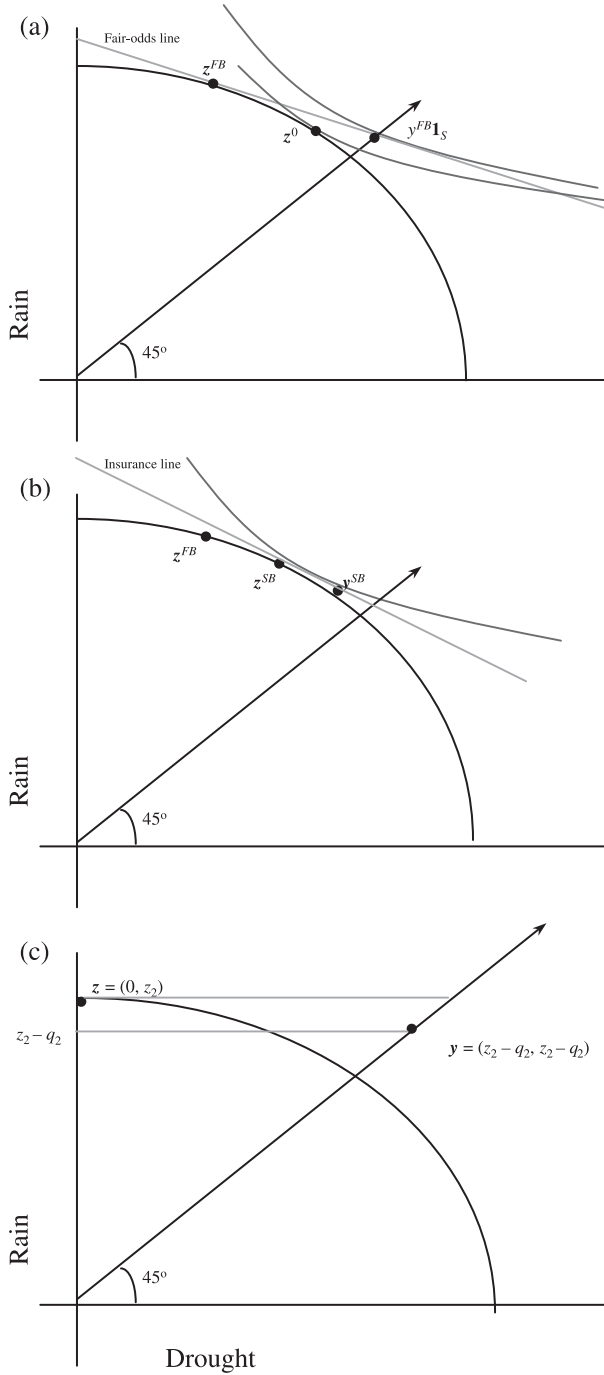 (a)
Fair-odds line
z^FB
z^0
y^FB 1_S
Rain
45°
(b)
Insurance line
z^FB
z^SB
y^SB
Rain
45°
(c)
z = (0, z_2)
z_2 – q_2
y = (z_2 – q_2, z_2 – q_2)
Rain
45°
Drought